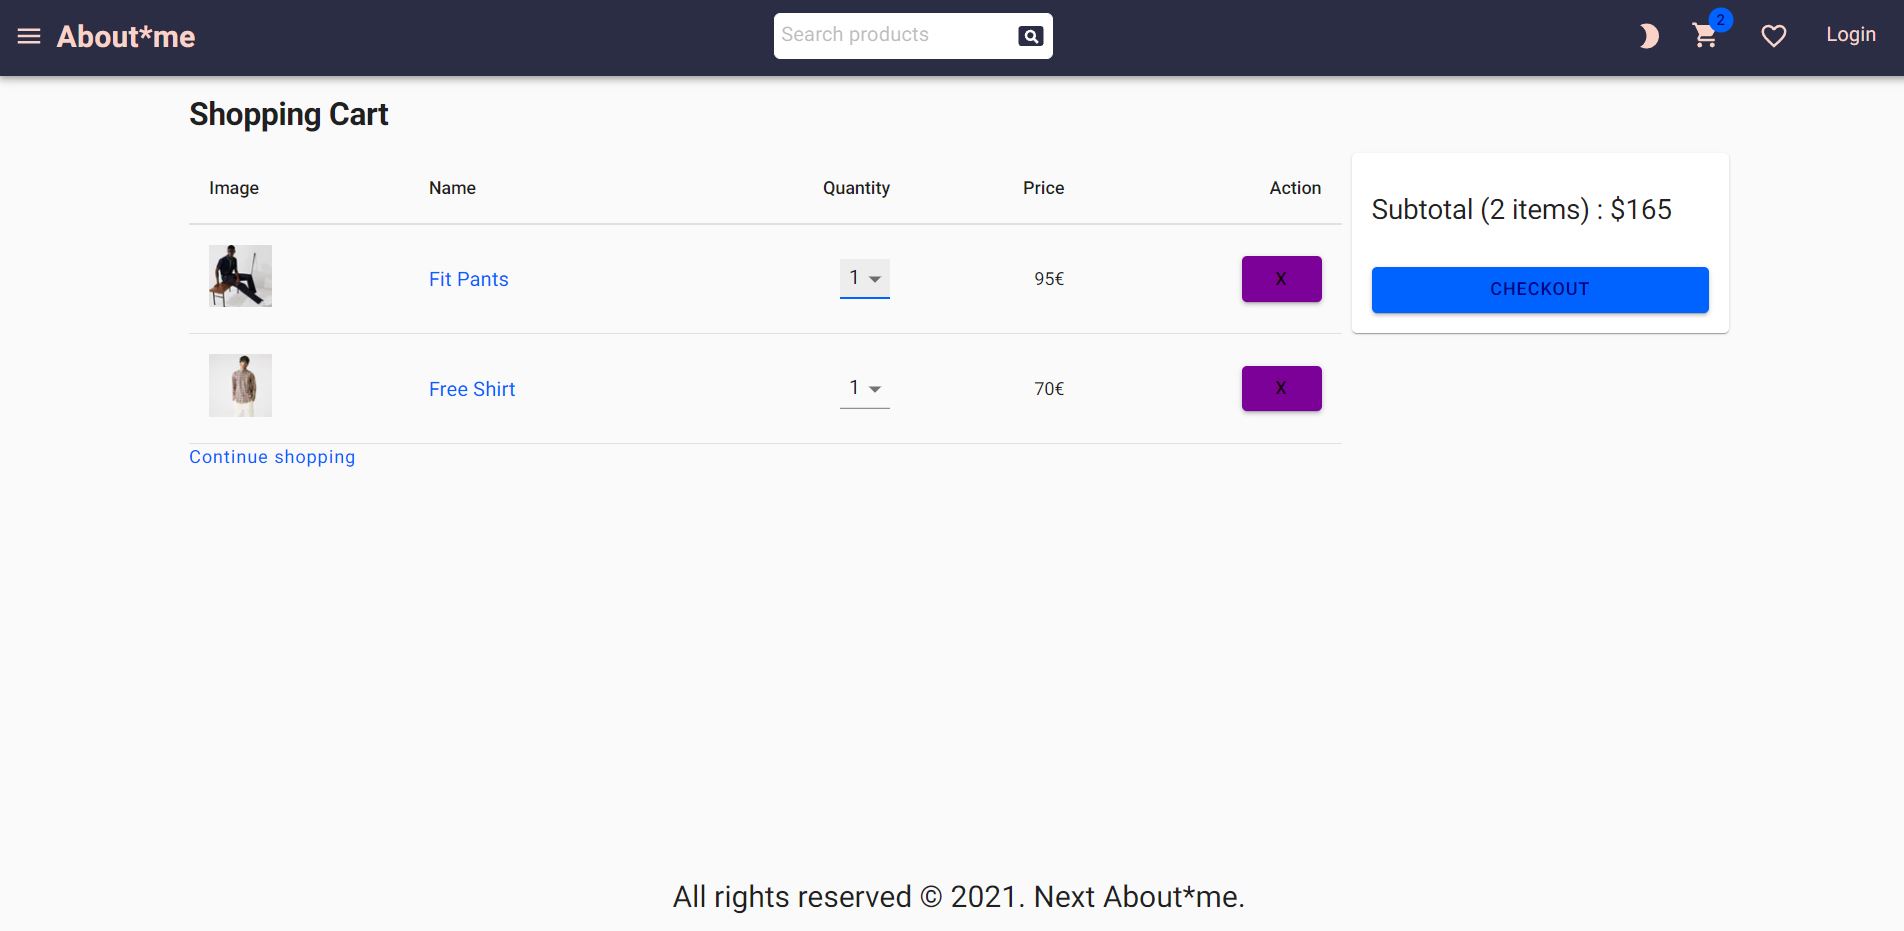 About*me
Search products
2
Login
Shopping Cart
Image Name Quantity Price Action
Fit Pants 1 95€ X
Free Shirt 1 70€ X
Continue shopping
Subtotal (2 items) : $165
CHECKOUT
All rights reserved © 2021. Next About*me.